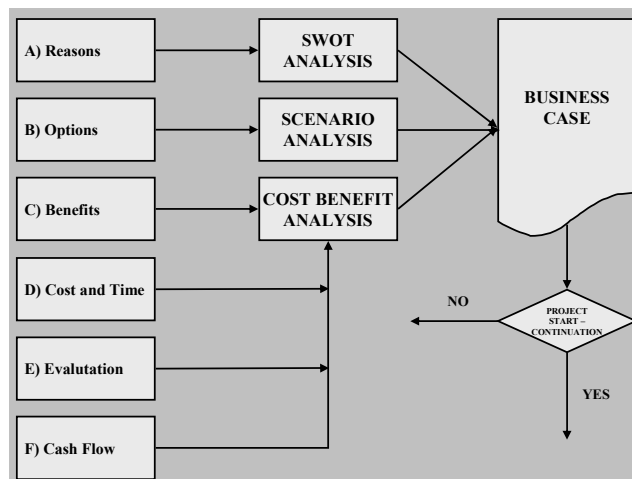 A) Reasons
SWOT
ANALYSIS
BUSINESS
CASE
B) Options
SCENARIO
ANALYSIS
C) Benefits
COST BENEFIT
ANALYSIS
D) Cost and Time
NO
PROJECT
START –
CONTINUATION
E) Evalutation
YES
F) Cash Flow